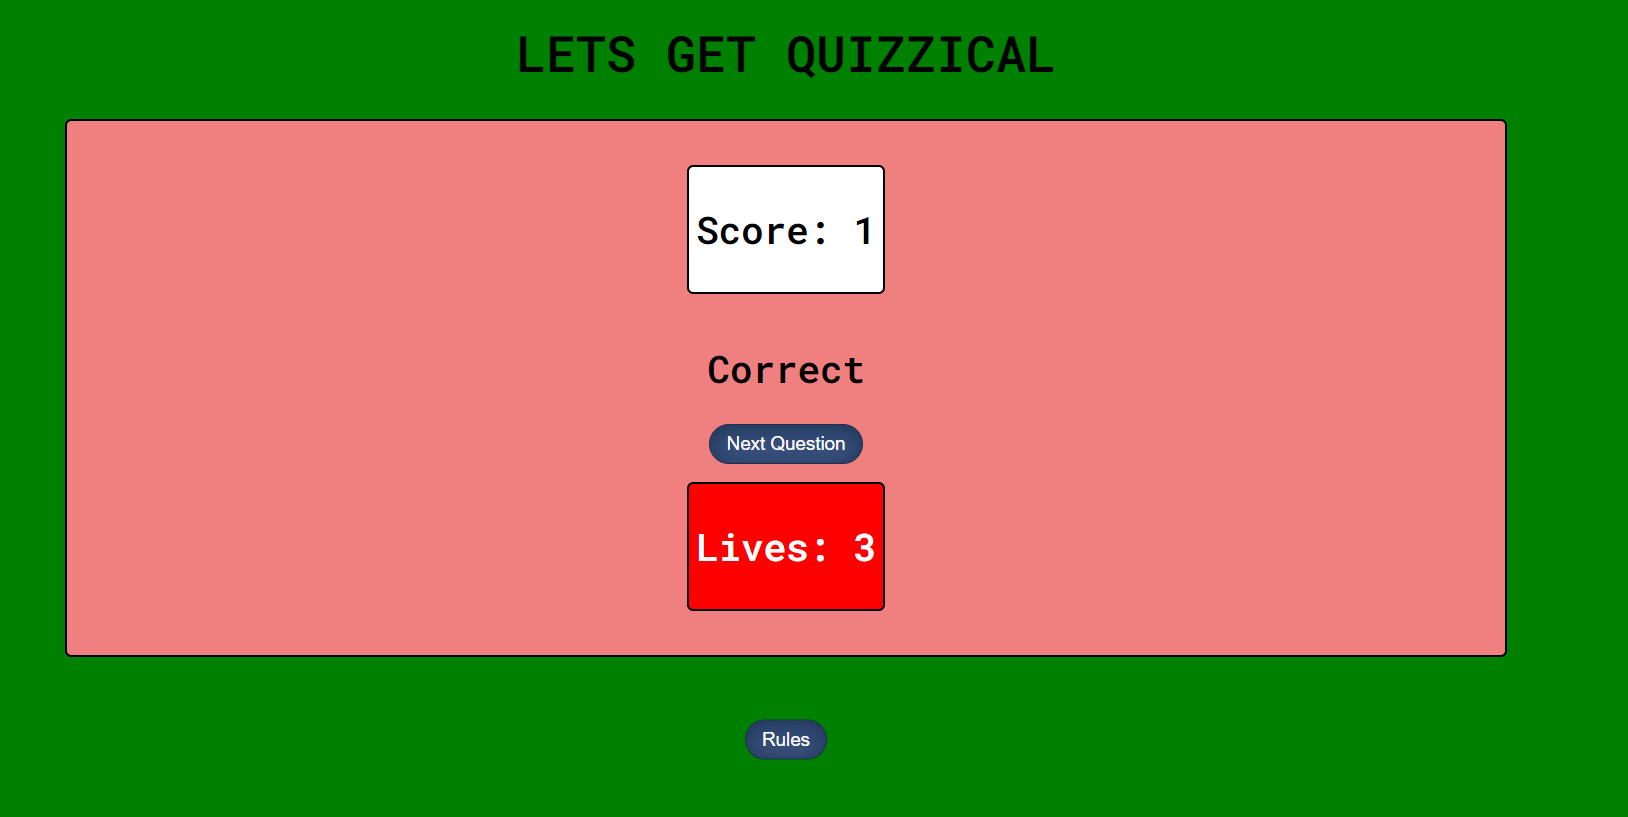 LETS GET QUIZZICAL
Score: 1
Correct
Next Question
Lives: 3
Rules